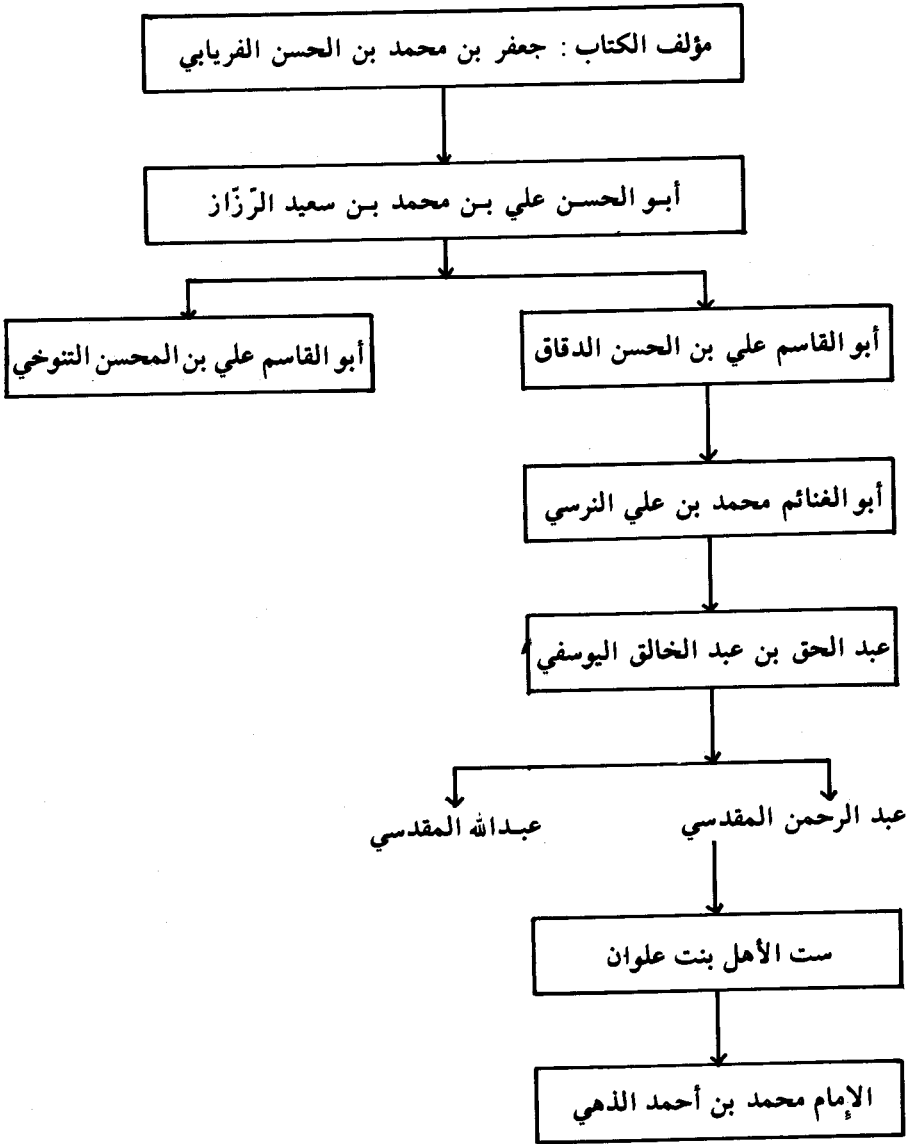 مؤلف الكتاب : جعفر بن محمد بن الحسن الفريابي
أبو الحسن علي بن محمد بن سعيد الرّزّاز
أبو القاسم علي بن الحسن الدقاق
أبو القاسم علي بن المحسن التنوخي
أبو الغنائم محمد بن علي النرسي
عبد الحق بن عبد الخالق اليوسفي
عبد الرحمن المقدسي
عبدالله المقدسي
ست الأهل بنت علوان
الإمام محمد بن أحمد الذهي